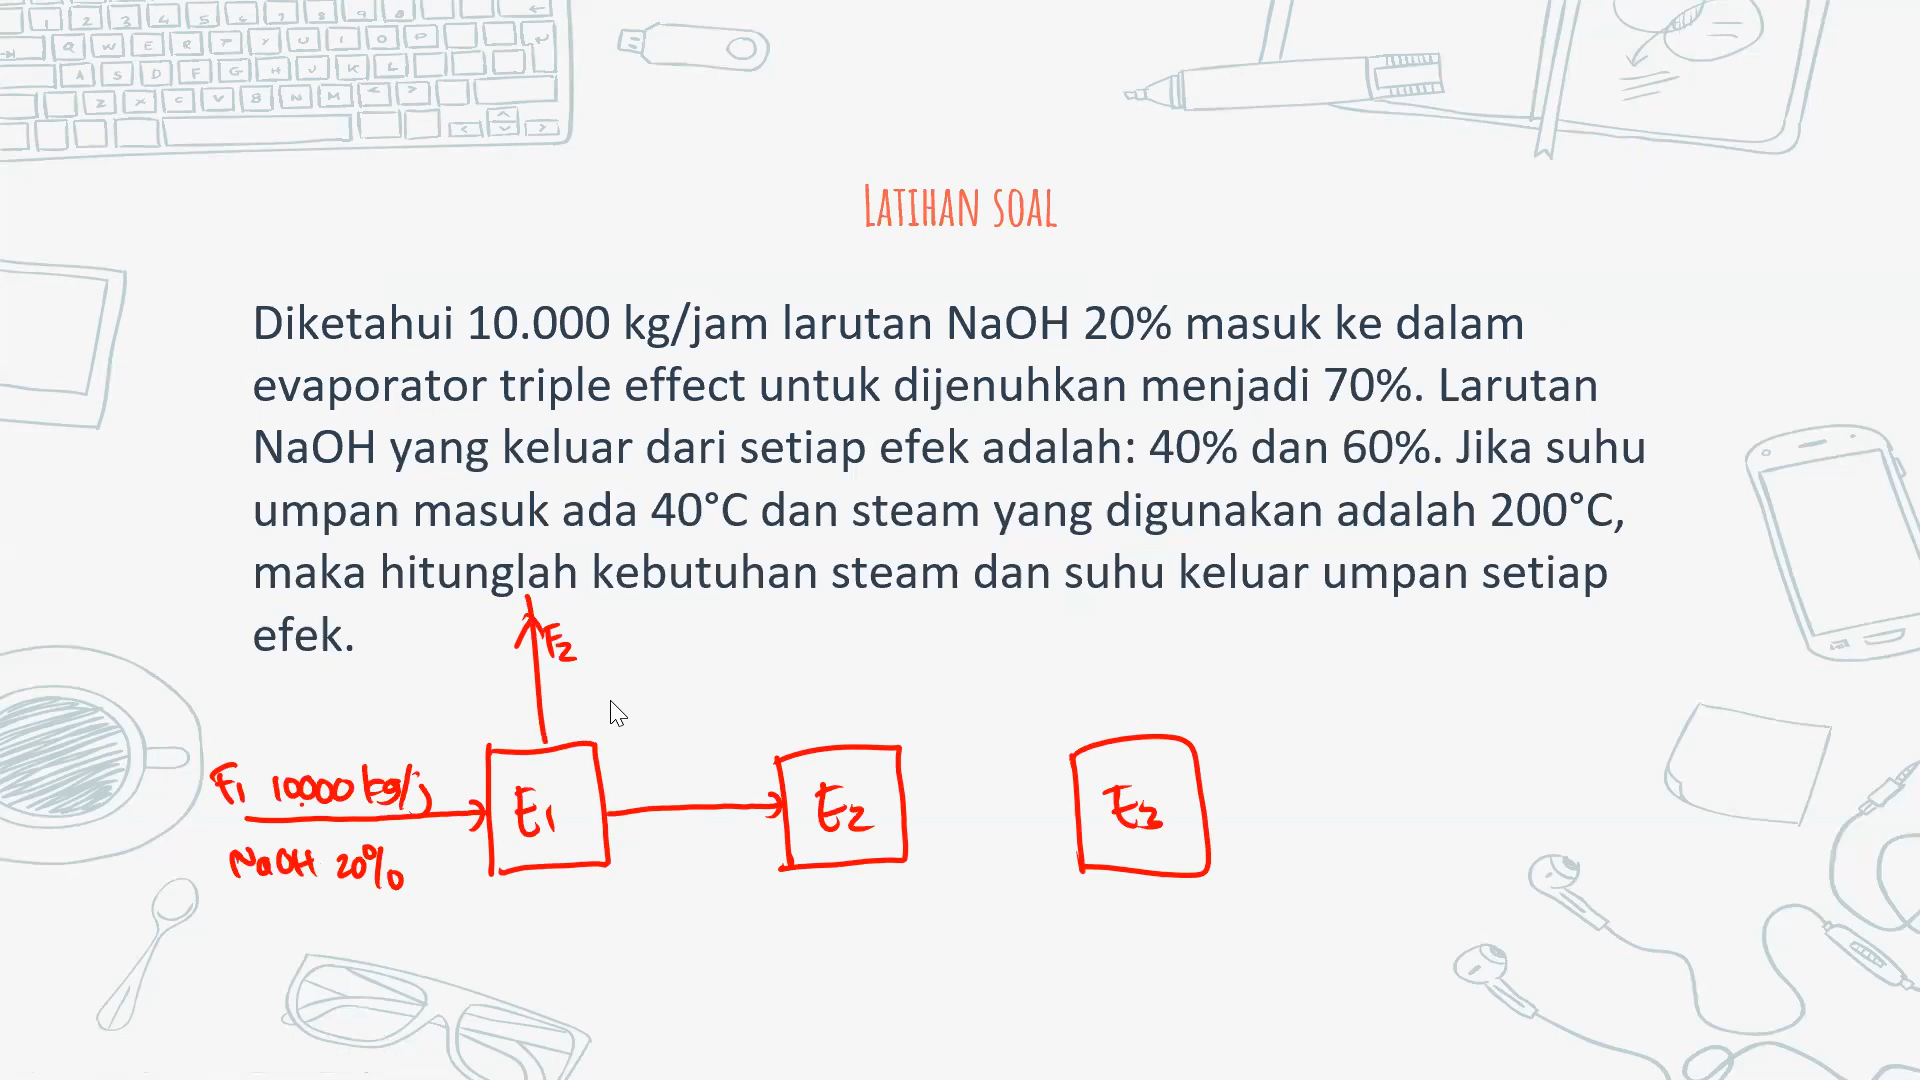 LATIHAN SOAL
Diketahui 10.000 kg/jam larutan NaOH 20% masuk ke dalam
evaporator triple effect untuk dijenuhkan menjadi 70%. Larutan
NaOH yang keluar dari setiap efek adalah: 40% dan 60%. Jika suhu
umpan masuk ada 40°C dan steam yang digunakan adalah 200°C,
maka hitunglah kebutuhan steam dan suhu keluar umpan setiap
efek.
F2
F1 10.000 kg/j
NaOH 20%
E1
E2
E3